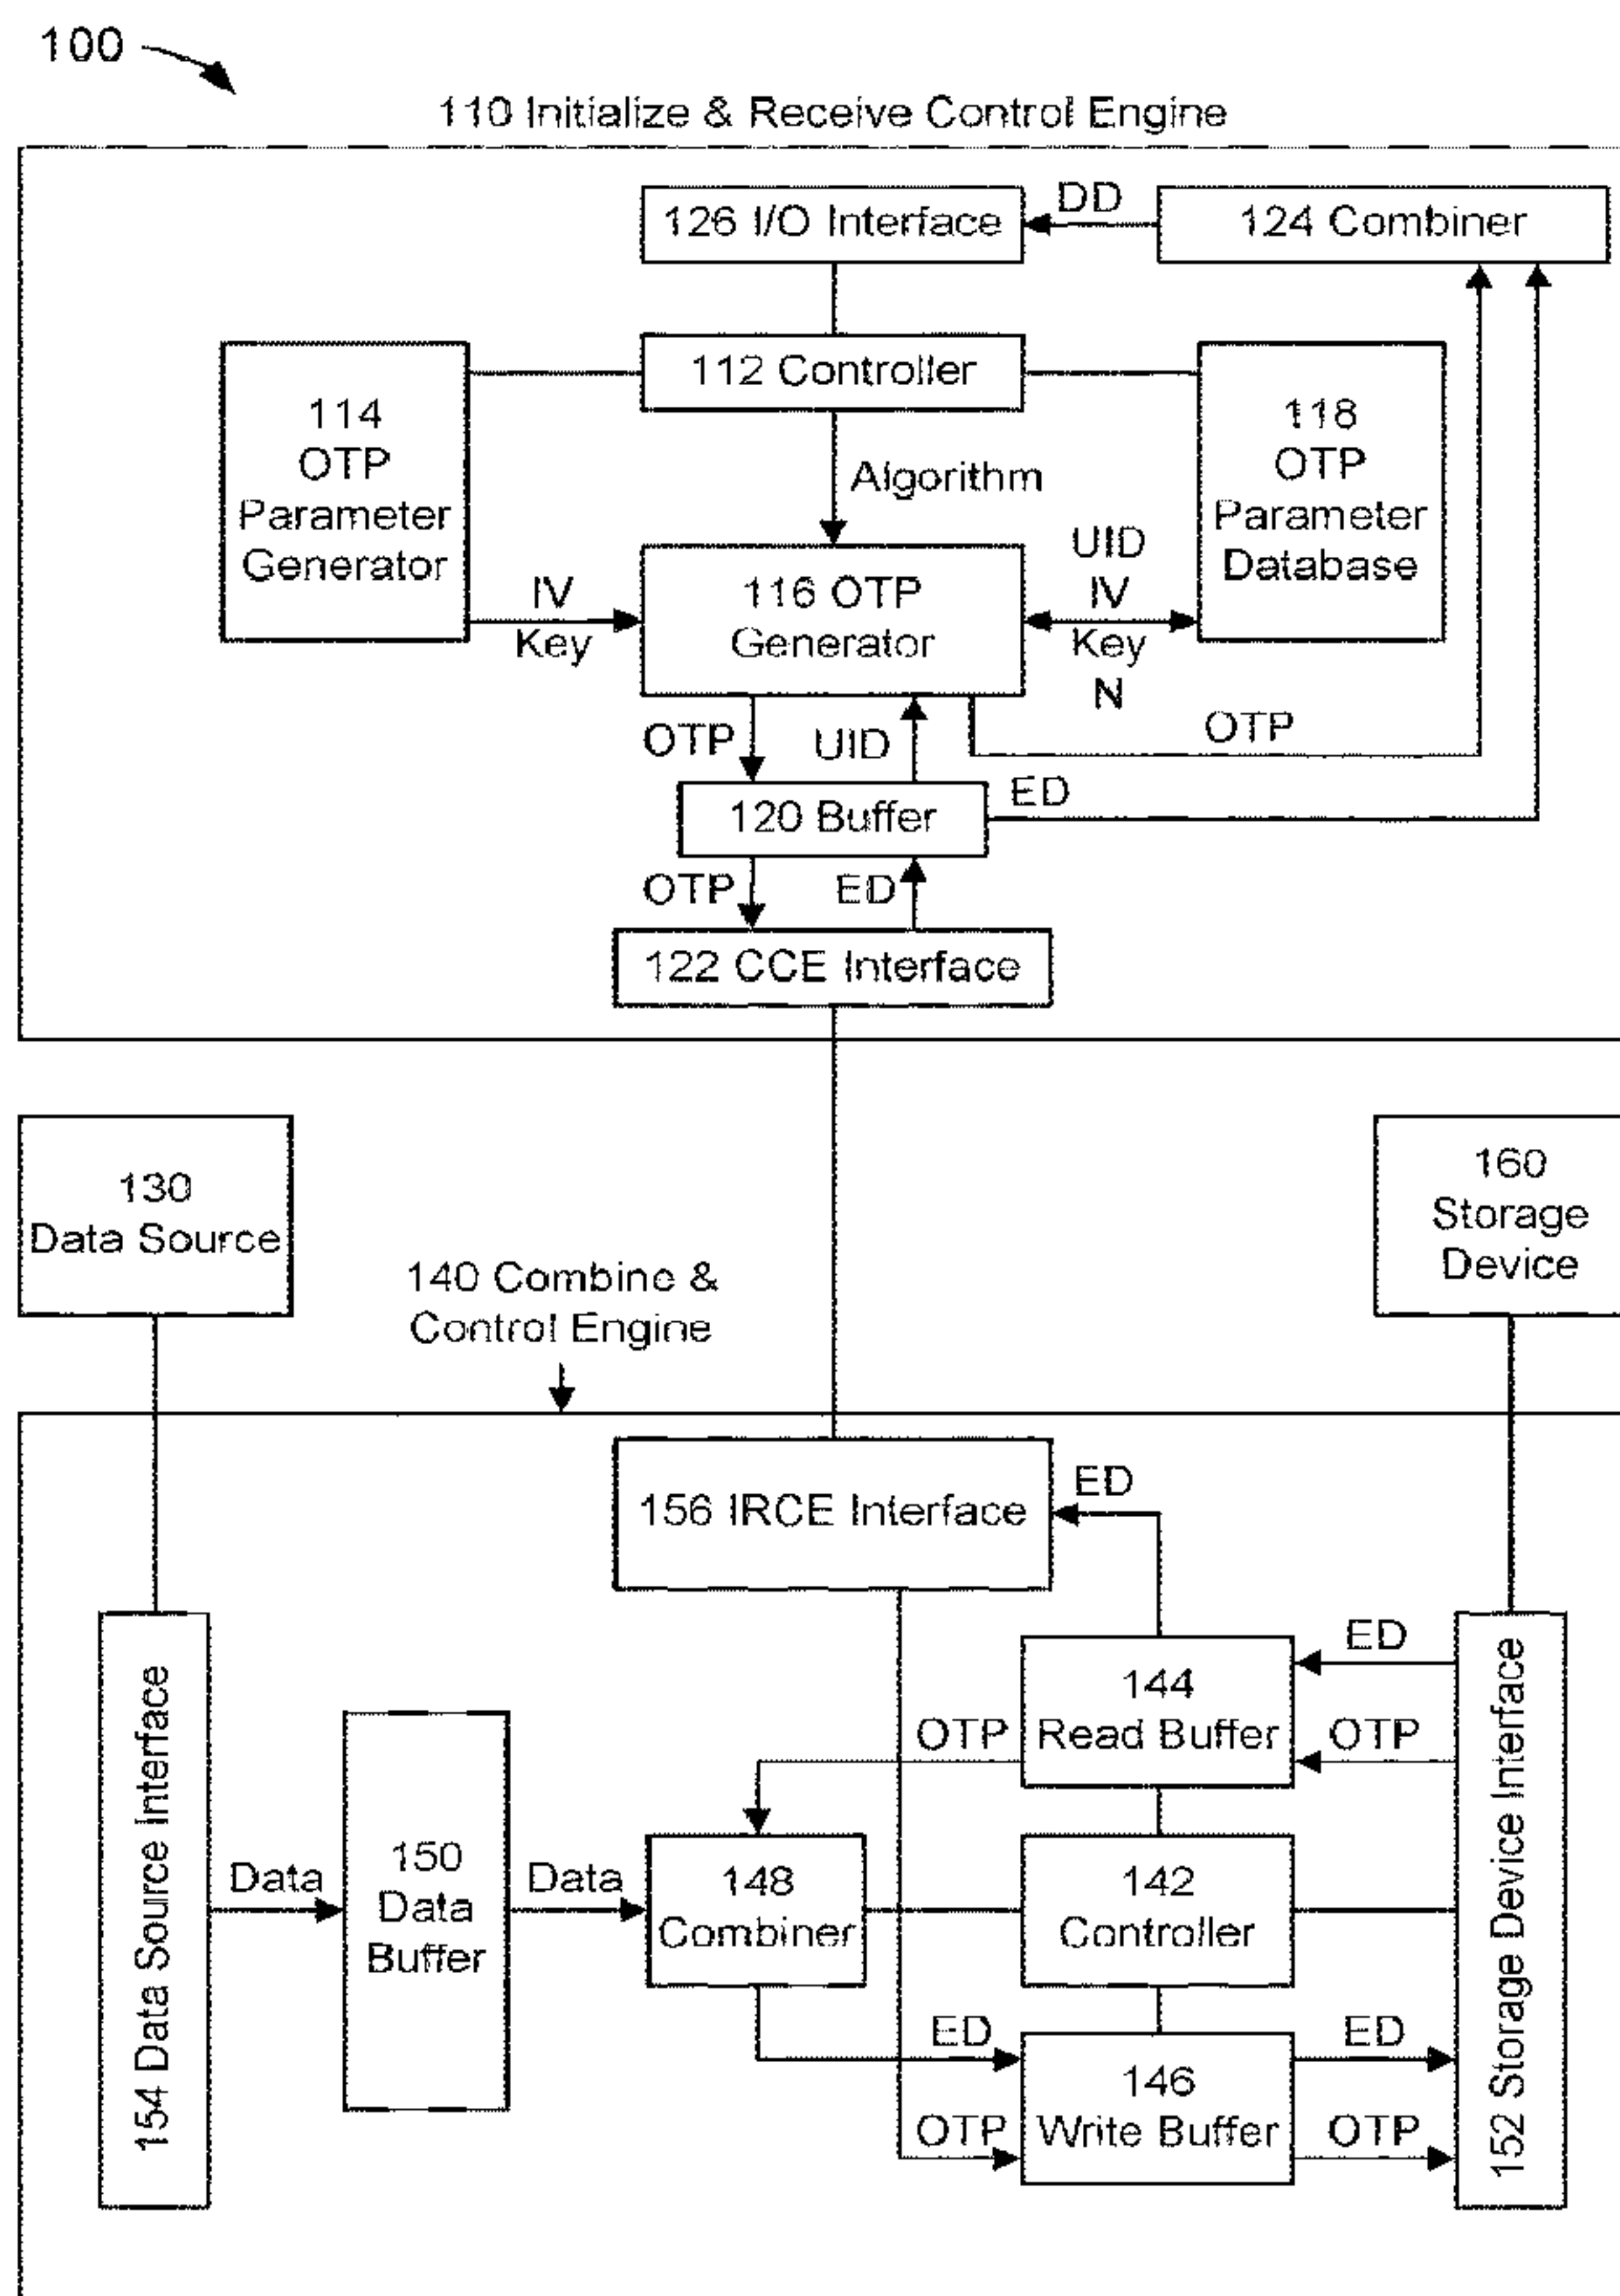 100
110 Initialize & Receive Control Engine
126 I/O Interface
DD
124 Combiner
112 Controller
114
OTP
Parameter
Generator
118
OTP
Parameter
Database
Algorithm
IV
Key
116 OTP
Generator
UID
IV
Key
N
OTP
UID
OTP
120 Buffer
ED
OTP
ED
122 CCE Interface
130
Data Source
160
Storage
Device
140 Combine &
Control Engine
156 IRCE Interface
ED
154 Data Source Interface
144
Read Buffer
ED
OTP
OTP
152 Storage Device Interface
Data
150
Data
Buffer
Data
148
Combiner
142
Controller
ED
146
Write Buffer
ED
OTP
OTP